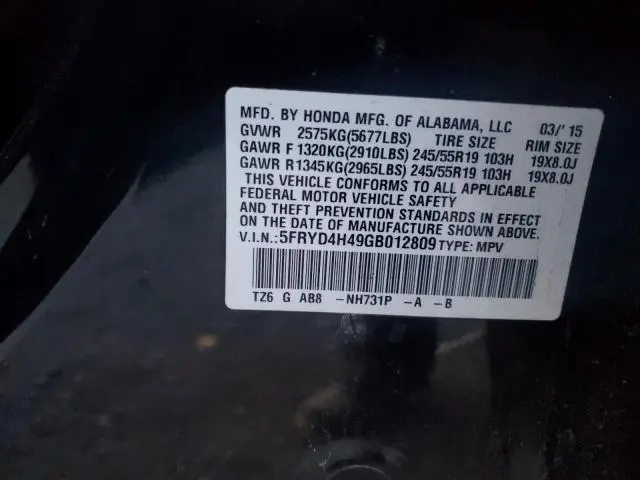 MFD. BY HONDA MFG. OF ALABAMA, LLC 03/'15
GVWR 2575KG(5677LBS) TIRE SIZE RIM SIZE
GAWR F 1320KG(2910LBS) 245/55R19 103H 19X8.0J
GAWR R1345KG(2965LBS) 245/55R19 103H 19X8.0J
THIS VEHICLE CONFORMS TO ALL APPLICABLE
FEDERAL MOTOR VEHICLE SAFETY
AND THEFT PREVENTION STANDARDS IN EFFECT
ON THE DATE OF MANUFACTURE SHOWN ABOVE.
V.I.N.:5FRYD4H49GB012809 TYPE: MPV
TZ6 G AB8 -NH731P -A -B